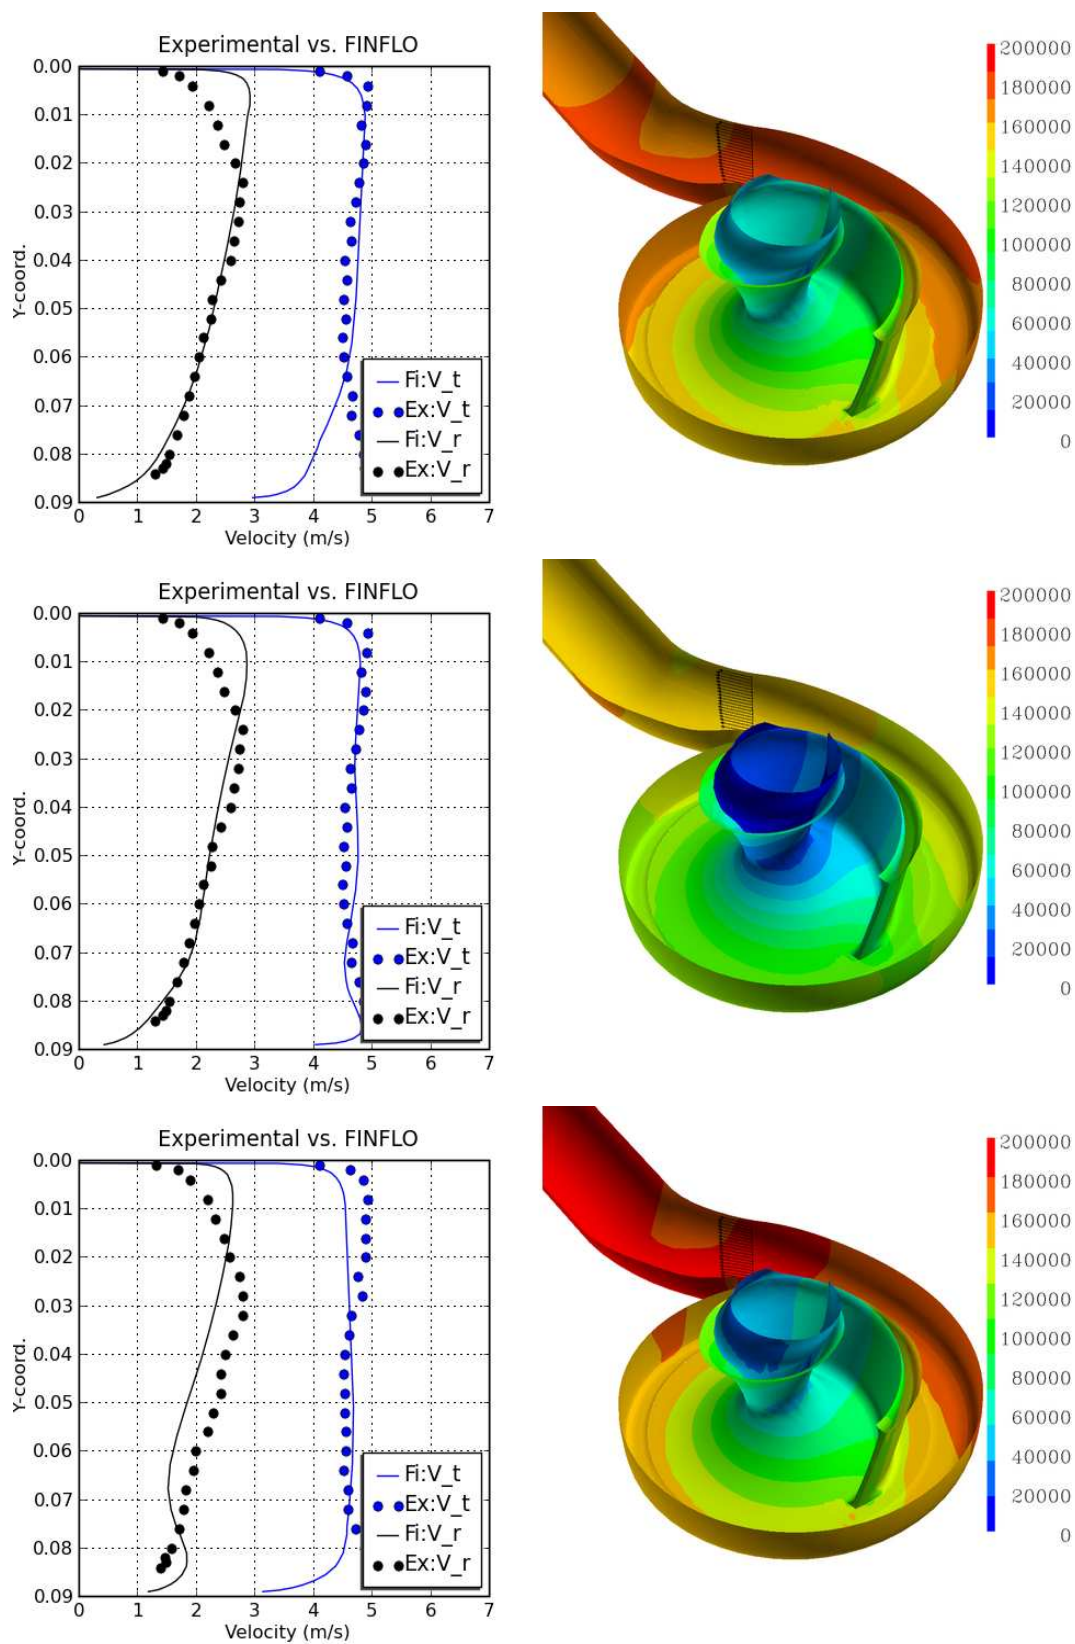 Experimental vs. FINFLO
0.00
0.01
0.02
0.03
0.04
0.05
0.06
0.07
0.08
0.09
Y-coord.
0 1 2 3 4 5 6 7
Velocity (m/s)
Fi:V_t
Ex:V_t
Fi:V_r
Ex:V_r
200000
180000
160000
140000
120000
100000
80000
60000
40000
20000
0
Experimental vs. FINFLO
0.00
0.01
0.02
0.03
0.04
0.05
0.06
0.07
0.08
0.09
Y-coord.
0 1 2 3 4 5 6 7
Velocity (m/s)
Fi:V_t
Ex:V_t
Fi:V_r
Ex:V_r
200000
180000
160000
140000
120000
100000
80000
60000
40000
20000
0
Experimental vs. FINFLO
0.00
0.01
0.02
0.03
0.04
0.05
0.06
0.07
0.08
0.09
Y-coord.
0 1 2 3 4 5 6 7
Velocity (m/s)
Fi:V_t
Ex:V_t
Fi:V_r
Ex:V_r
200000
180000
160000
140000
120000
100000
80000
60000
40000
20000
0